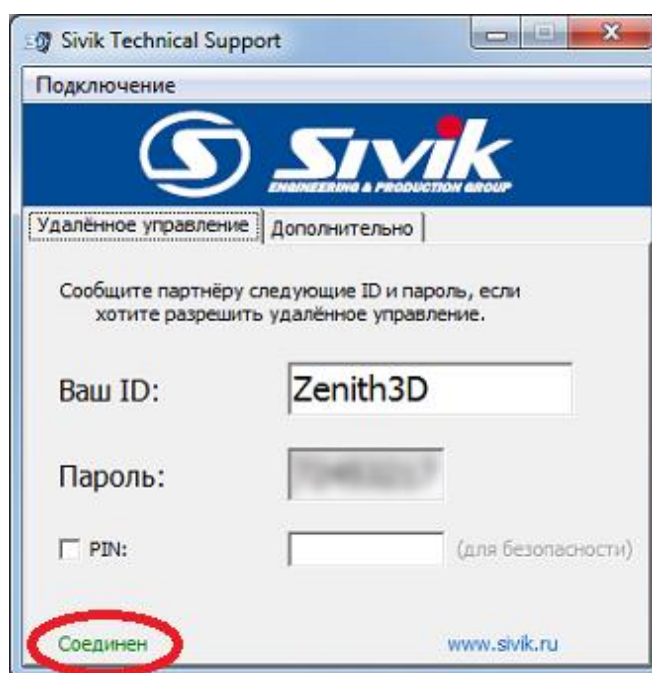 Sivik Technical Support
Подключение
SIVIK
ENGINEERING & PRODUCTION GROUP
Удалённое управление Дополнительно
Сообщите партнёру следующие ID и пароль, если
хотите разрешить удалённое управление.
Ваш ID: Zenith3D
Пароль:
PIN: (для безопасности)
Соединен www.sivik.ru